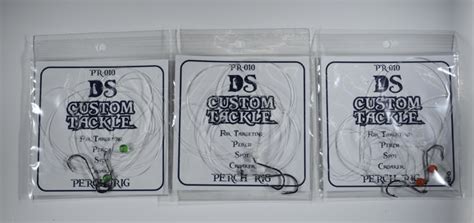 PR-010
DS
CUSTOM
TACKLE
For Targeting
Perch
Spot
Croaker
PERCH RIG
PR-010
DS
CUSTOM
TACKLE
For Targeting
Perch
Spot
Croaker
PERCH RIG
PR-010
DS
CUSTOM
TACKLE
For Targeting
Perch
Spot
Croaker
PERCH RIG